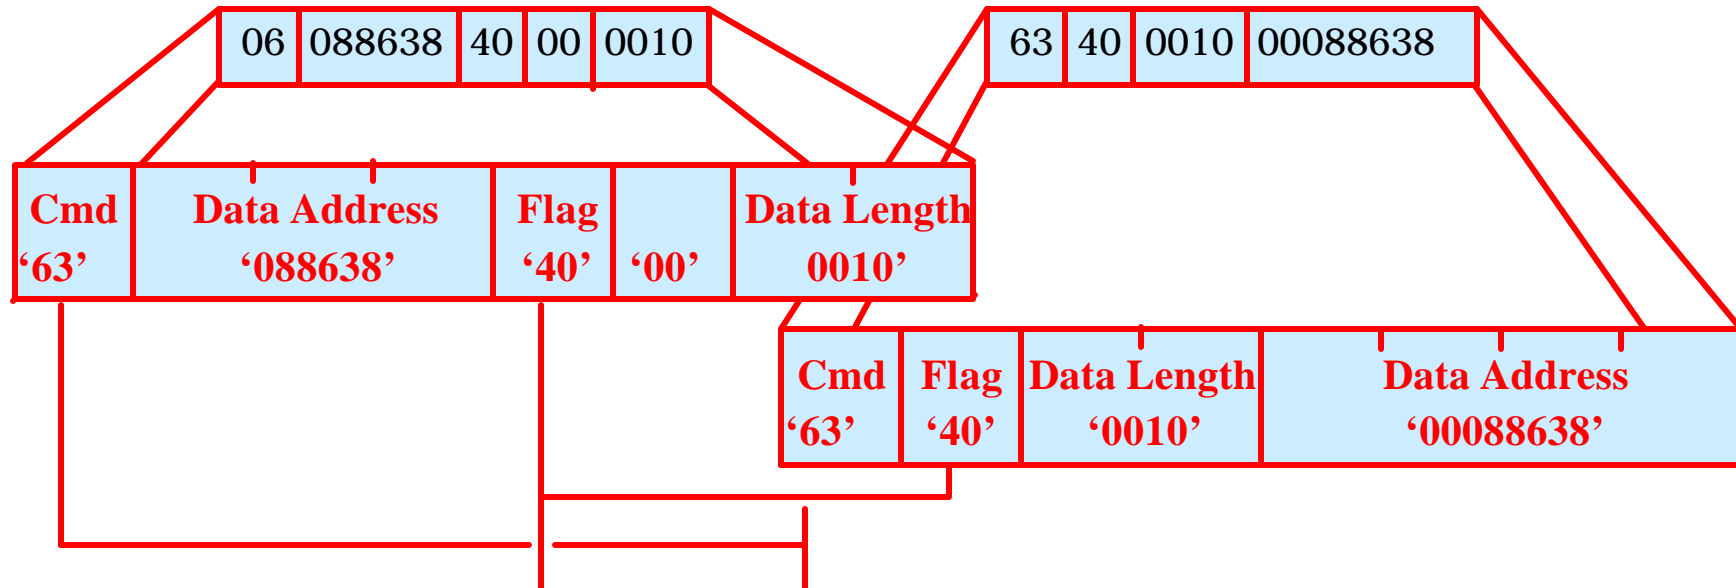 06 088638 40 00 0010
63 40 0010 00088638
Cmd Data Address Flag Data Length
‘63’ ‘088638’ ‘40’ ‘00’ 0010’
Cmd Flag Data Length Data Address
‘63’ ‘40’ ‘0010’ ‘00088638’